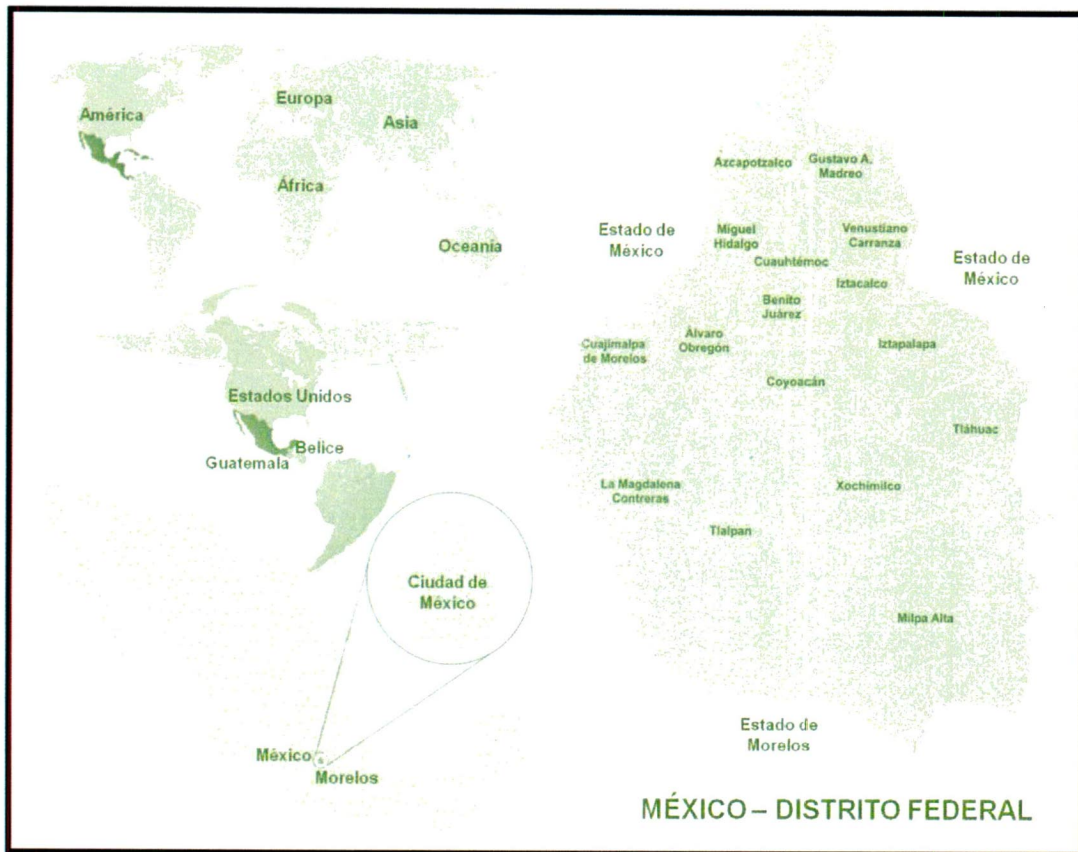 América
Europa
Asia
África
Oceanía
Estados Unidos
Belice
Guatemala
Ciudad de
México
México
Morelos
Azcapotzalco
Gustavo A.
Madreo
Estado de
México
Miguel
Hidalgo
Venustiano
Carranza
Cuauhtémoc
Estado de
México
Iztacalco
Benito
Juárez
Cuajimalpa
de Morelos
Álvaro
Obregón
Iztapalapa
Coyoacán
Tláhuac
La Magdalena
Contreras
Xochimilco
Tlalpan
Milpa Alta
Estado de
Morelos
MÉXICO – DISTRITO FEDERAL